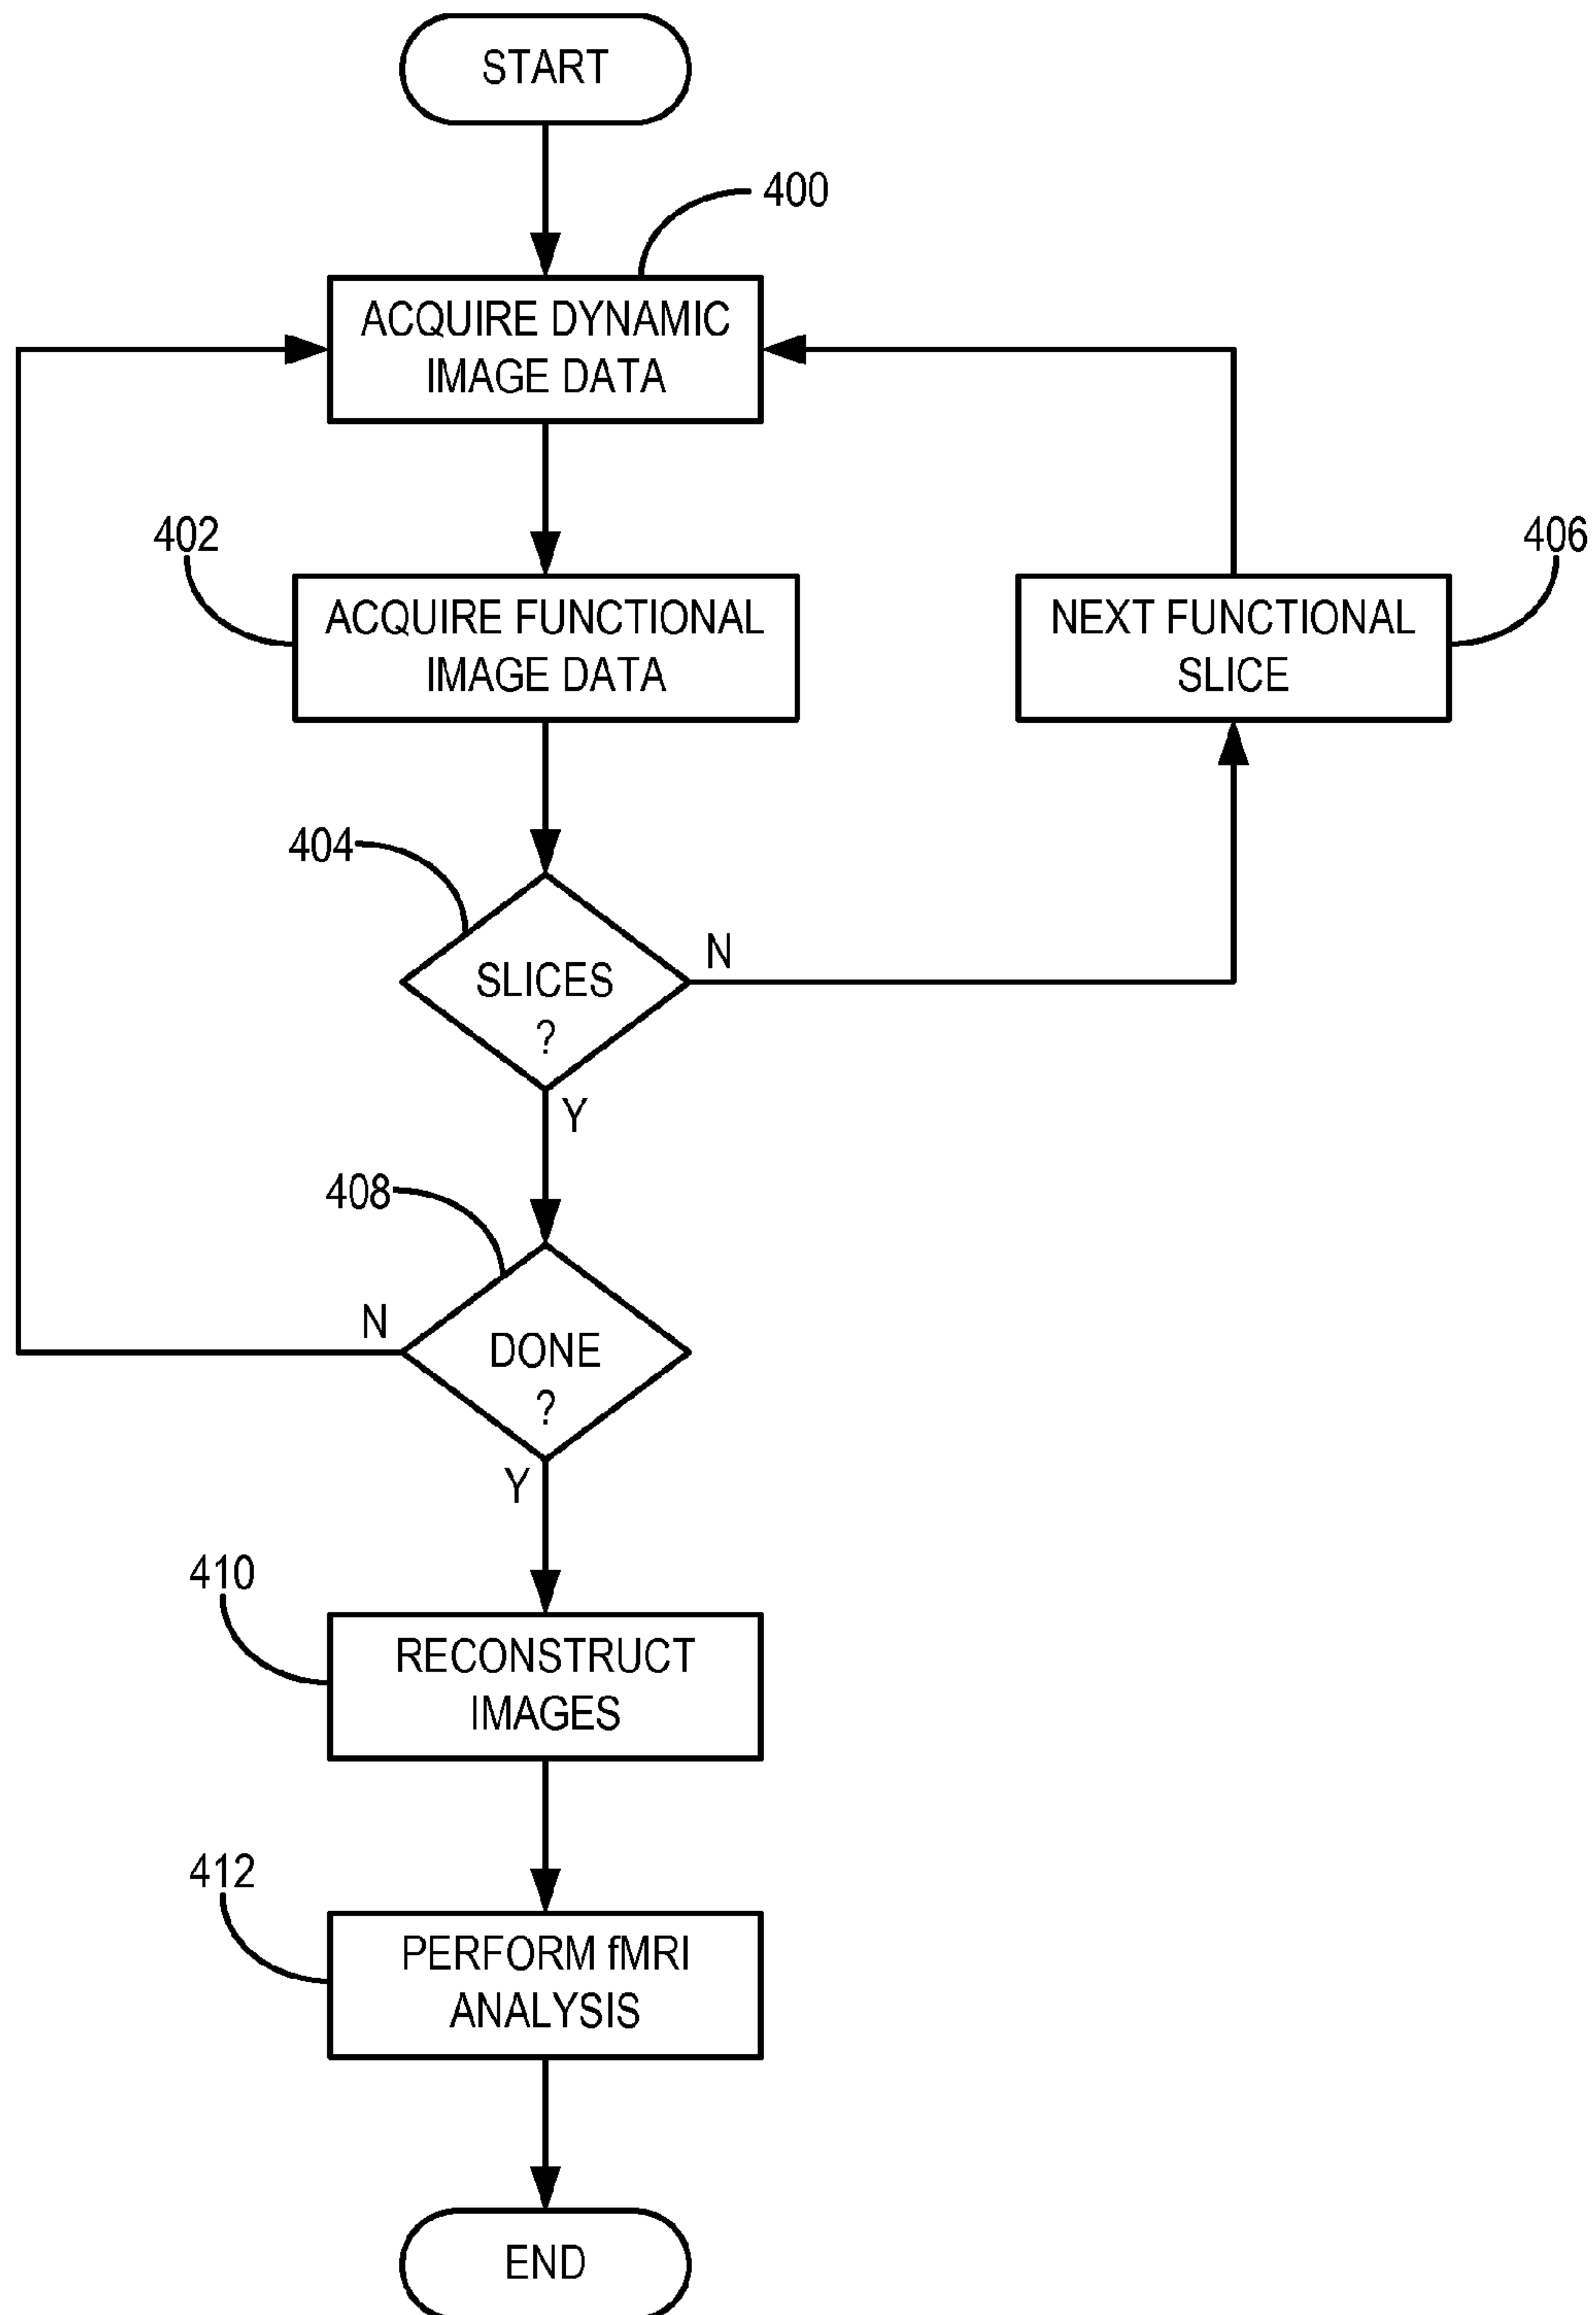 START
400
ACQUIRE DYNAMIC
IMAGE DATA
402
ACQUIRE FUNCTIONAL
IMAGE DATA
406
NEXT FUNCTIONAL
SLICE
404
SLICES
?
N
Y
408
DONE
?
N
Y
410
RECONSTRUCT
IMAGES
412
PERFORM fMRI
ANALYSIS
END